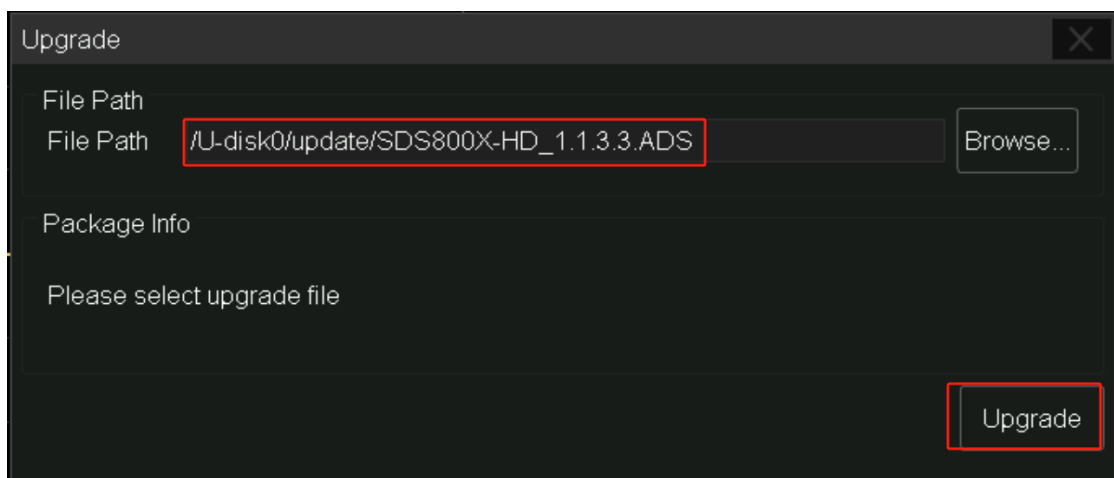 Upgrade
File Path
File Path /U-disk0/update/SDS800X-HD_1.1.3.3.ADS Browse...
Package Info
Please select upgrade file
Upgrade